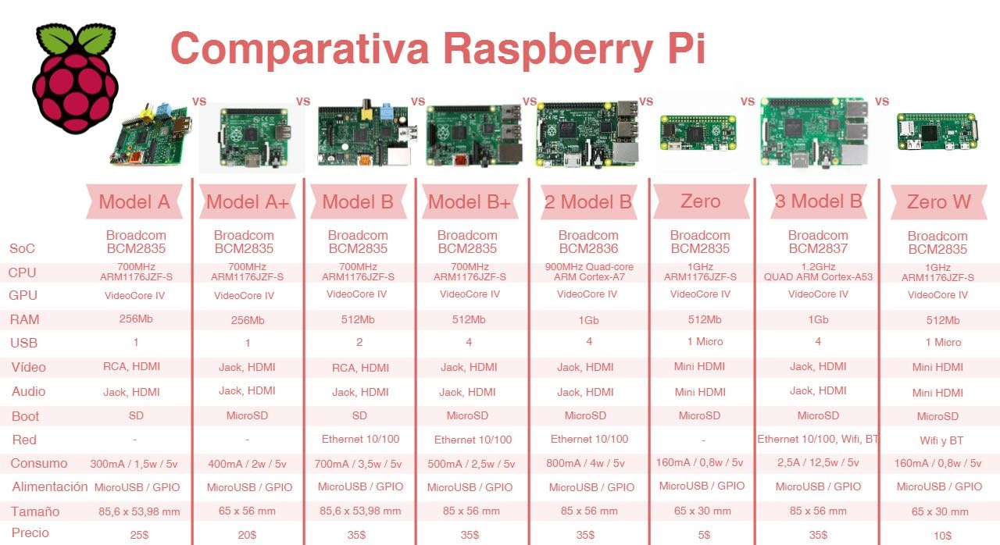 Comparativa Raspberry Pi
VS VS VS VS VS VS VS
Model A Model A+ Model B Model B+ 2 Model B Zero 3 Model B Zero W
SoC Broadcom BCM2835 Broadcom BCM2835 Broadcom BCM2835 Broadcom BCM2835 Broadcom BCM2836 Broadcom BCM2835 Broadcom BCM2837 Broadcom BCM2835
CPU 700MHz ARM1176JZF-S 700MHz ARM1176JZF-S 700MHz ARM1176JZF-S 700MHz ARM1176JZF-S 900MHz Quad-core ARM Cortex-A7 1GHz ARM1176JZF-S 1.2GHz QUAD ARM Cortex-A53 1GHz ARM1176JZF-S
GPU VideoCore IV VideoCore IV VideoCore IV VideoCore IV VideoCore IV VideoCore IV VideoCore IV VideoCore IV
RAM 256Mb 256Mb 512Mb 512Mb 1Gb 512Mb 1Gb 512Mb
USB 1 1 2 4 4 1 Micro 4 1 Micro
Vídeo RCA, HDMI Jack, HDMI RCA, HDMI Jack, HDMI Jack, HDMI Mini HDMI Jack, HDMI Mini HDMI
Audio Jack, HDMI Jack, HDMI Jack, HDMI Jack, HDMI Jack, HDMI Mini HDMI Jack, HDMI Mini HDMI
Boot SD MicroSD SD MicroSD MicroSD MicroSD MicroSD MicroSD
Red - - Ethernet 10/100 Ethernet 10/100 Ethernet 10/100 - Ethernet 10/100, Wifi, BT Wifi y BT
Consumo 300mA / 1,5w / 5v 400mA / 2w / 5v 700mA / 3,5w / 5v 500mA / 2,5w / 5v 800mA / 4w / 5v 160mA / 0,8w / 5v 2,5A / 12,5w / 5v 160mA / 0,8w / 5v
Alimentación MicroUSB / GPIO MicroUSB / GPIO MicroUSB / GPIO MicroUSB / GPIO MicroUSB / GPIO MicroUSB / GPIO MicroUSB / GPIO MicroUSB / GPIO
Tamaño 85,6 x 53,98 mm 65 x 56 mm 85,6 x 53,98 mm 85 x 56 mm 85 x 56 mm 65 x 30 mm 85 x 56 mm 65 x 30 mm
Precio 25$ 20$ 35$ 35$ 35$ 5$ 35$ 10$